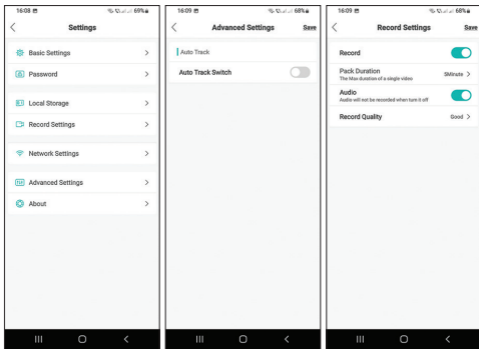 16:08
69%
Settings
Basic Settings
Password
Local Storage
Record Settings
Network Settings
Advanced Settings
About
16:09
68%
Advanced Settings
Save
Auto Track
Auto Track Switch
16:09
68%
Record Settings
Save
Record
Pack Duration
The Max duration of a single video
5Minute
Audio
Audio will not be recorded when turn it off
Record Quality
Good